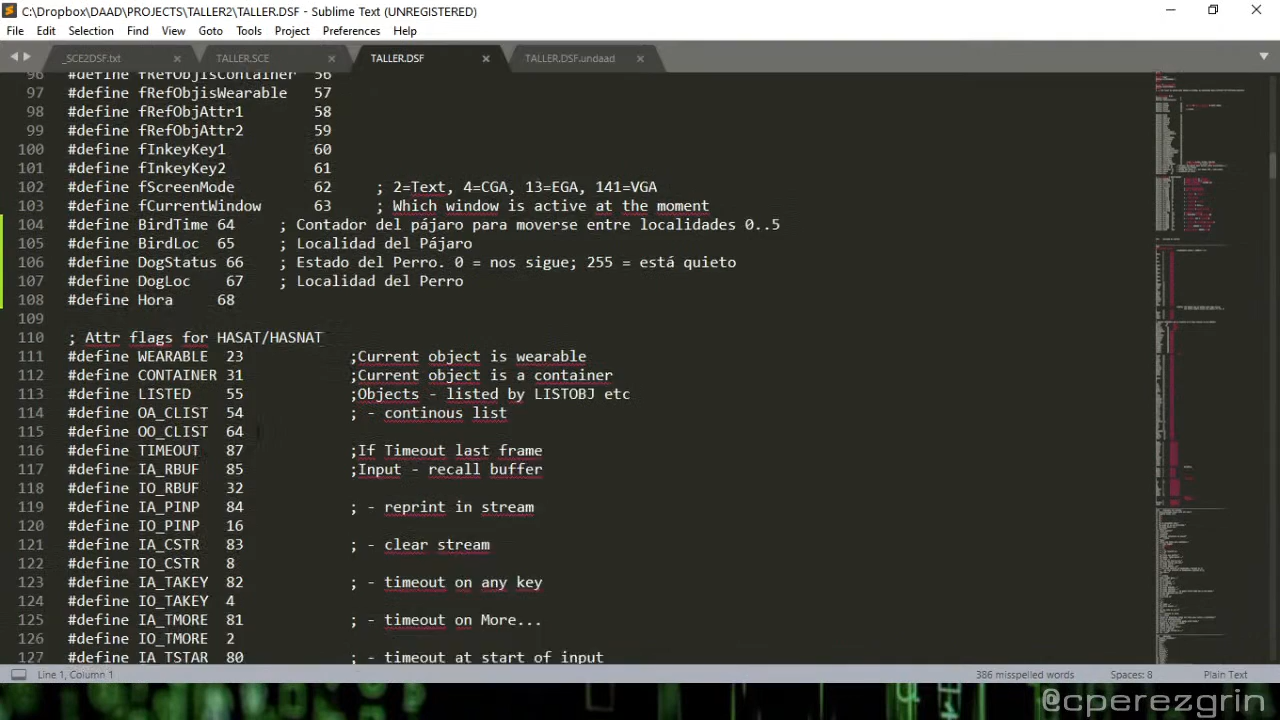 C:\Dropbox\DAAD\PROJECTS\TALLER2\TALLER.DSF - Sublime Text (UNREGISTERED)
File Edit Selection Find View Goto Tools Project Preferences Help
_SCE2DSF.txt TALLER.SCE TALLER.DSF TALLER.DSF.undaad
96 #define fRefObjisContainer 56
97 #define fRefObjisWearable 57
98 #define fRefObjAttr1 58
99 #define fRefObjAttr2 59
100 #define fInkeyKey1 60
101 #define fInkeyKey2 61
102 #define fScreenMode 62 ; 2=Text, 4=CGA, 13=EGA, 141=VGA
103 #define fCurrentWindow 63 ; Which window is active at the moment
104 #define BirdTime 64 ; Contador del pájaro para moverse entre localidades 0..5
105 #define BirdLoc 65 ; Localidad del Pájaro
106 #define DogStatus 66 ; Estado del Perro. 0 = nos sigue; 255 = está quieto
107 #define DogLoc 67 ; Localidad del Perro
108 #define Hora 68
109
110 ; Attr flags for HASAT/HASNAT
111 #define WEARABLE 23 ;Current object is wearable
112 #define CONTAINER 31 ;Current object is a container
113 #define LISTED 55 ;Objects - listed by LISTOBJ etc
114 #define OA_CLIST 54 ; - continous list
115 #define OO_CLIST 64
116 #define TIMEOUT 87 ;If Timeout last frame
117 #define IA_RBUF 85 ;Input - recall buffer
118 #define IO_RBUF 32
119 #define IA_PINP 84 ; - reprint in stream
120 #define IO_PINP 16
121 #define IA_CSTR 83 ; - clear stream
122 #define IO_CSTR 8
123 #define IA_TAKEY 82 ; - timeout on any key
124 #define IO_TAKEY 4
125 #define IA_TMORE 81 ; - timeout on More...
126 #define IO_TMORE 2
127 #define IA_TSTAR 80 ; - timeout at start of input
Line 1, Column 1 386 misspelled words Spaces: 8 Plain Text
@cperezgrin